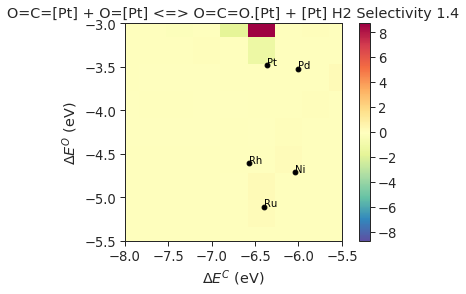 O=C=[Pt] + O=[Pt] <=> O=C=O.[Pt] + [Pt] H2 Selectivity 1.4
−3.0
−3.5
−4.0
−4.5
−5.0
−5.5
ΔE^O (eV)
Pt
Pd
Rh
Ni
Ru
−8.0 −7.5 −7.0 −6.5 −6.0 −5.5
ΔE^C (eV)
8
6
4
2
0
−2
−4
−6
−8